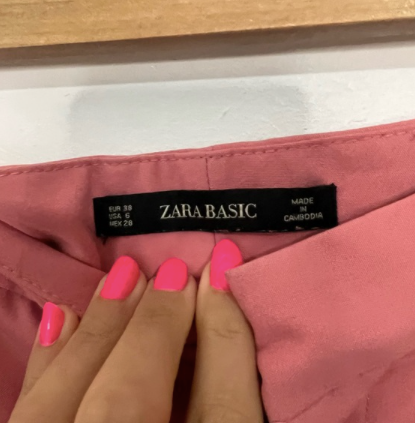 EUR 38
USA 6
MEX 28
ZARA BASIC
MADE
IN
CAMBODIA